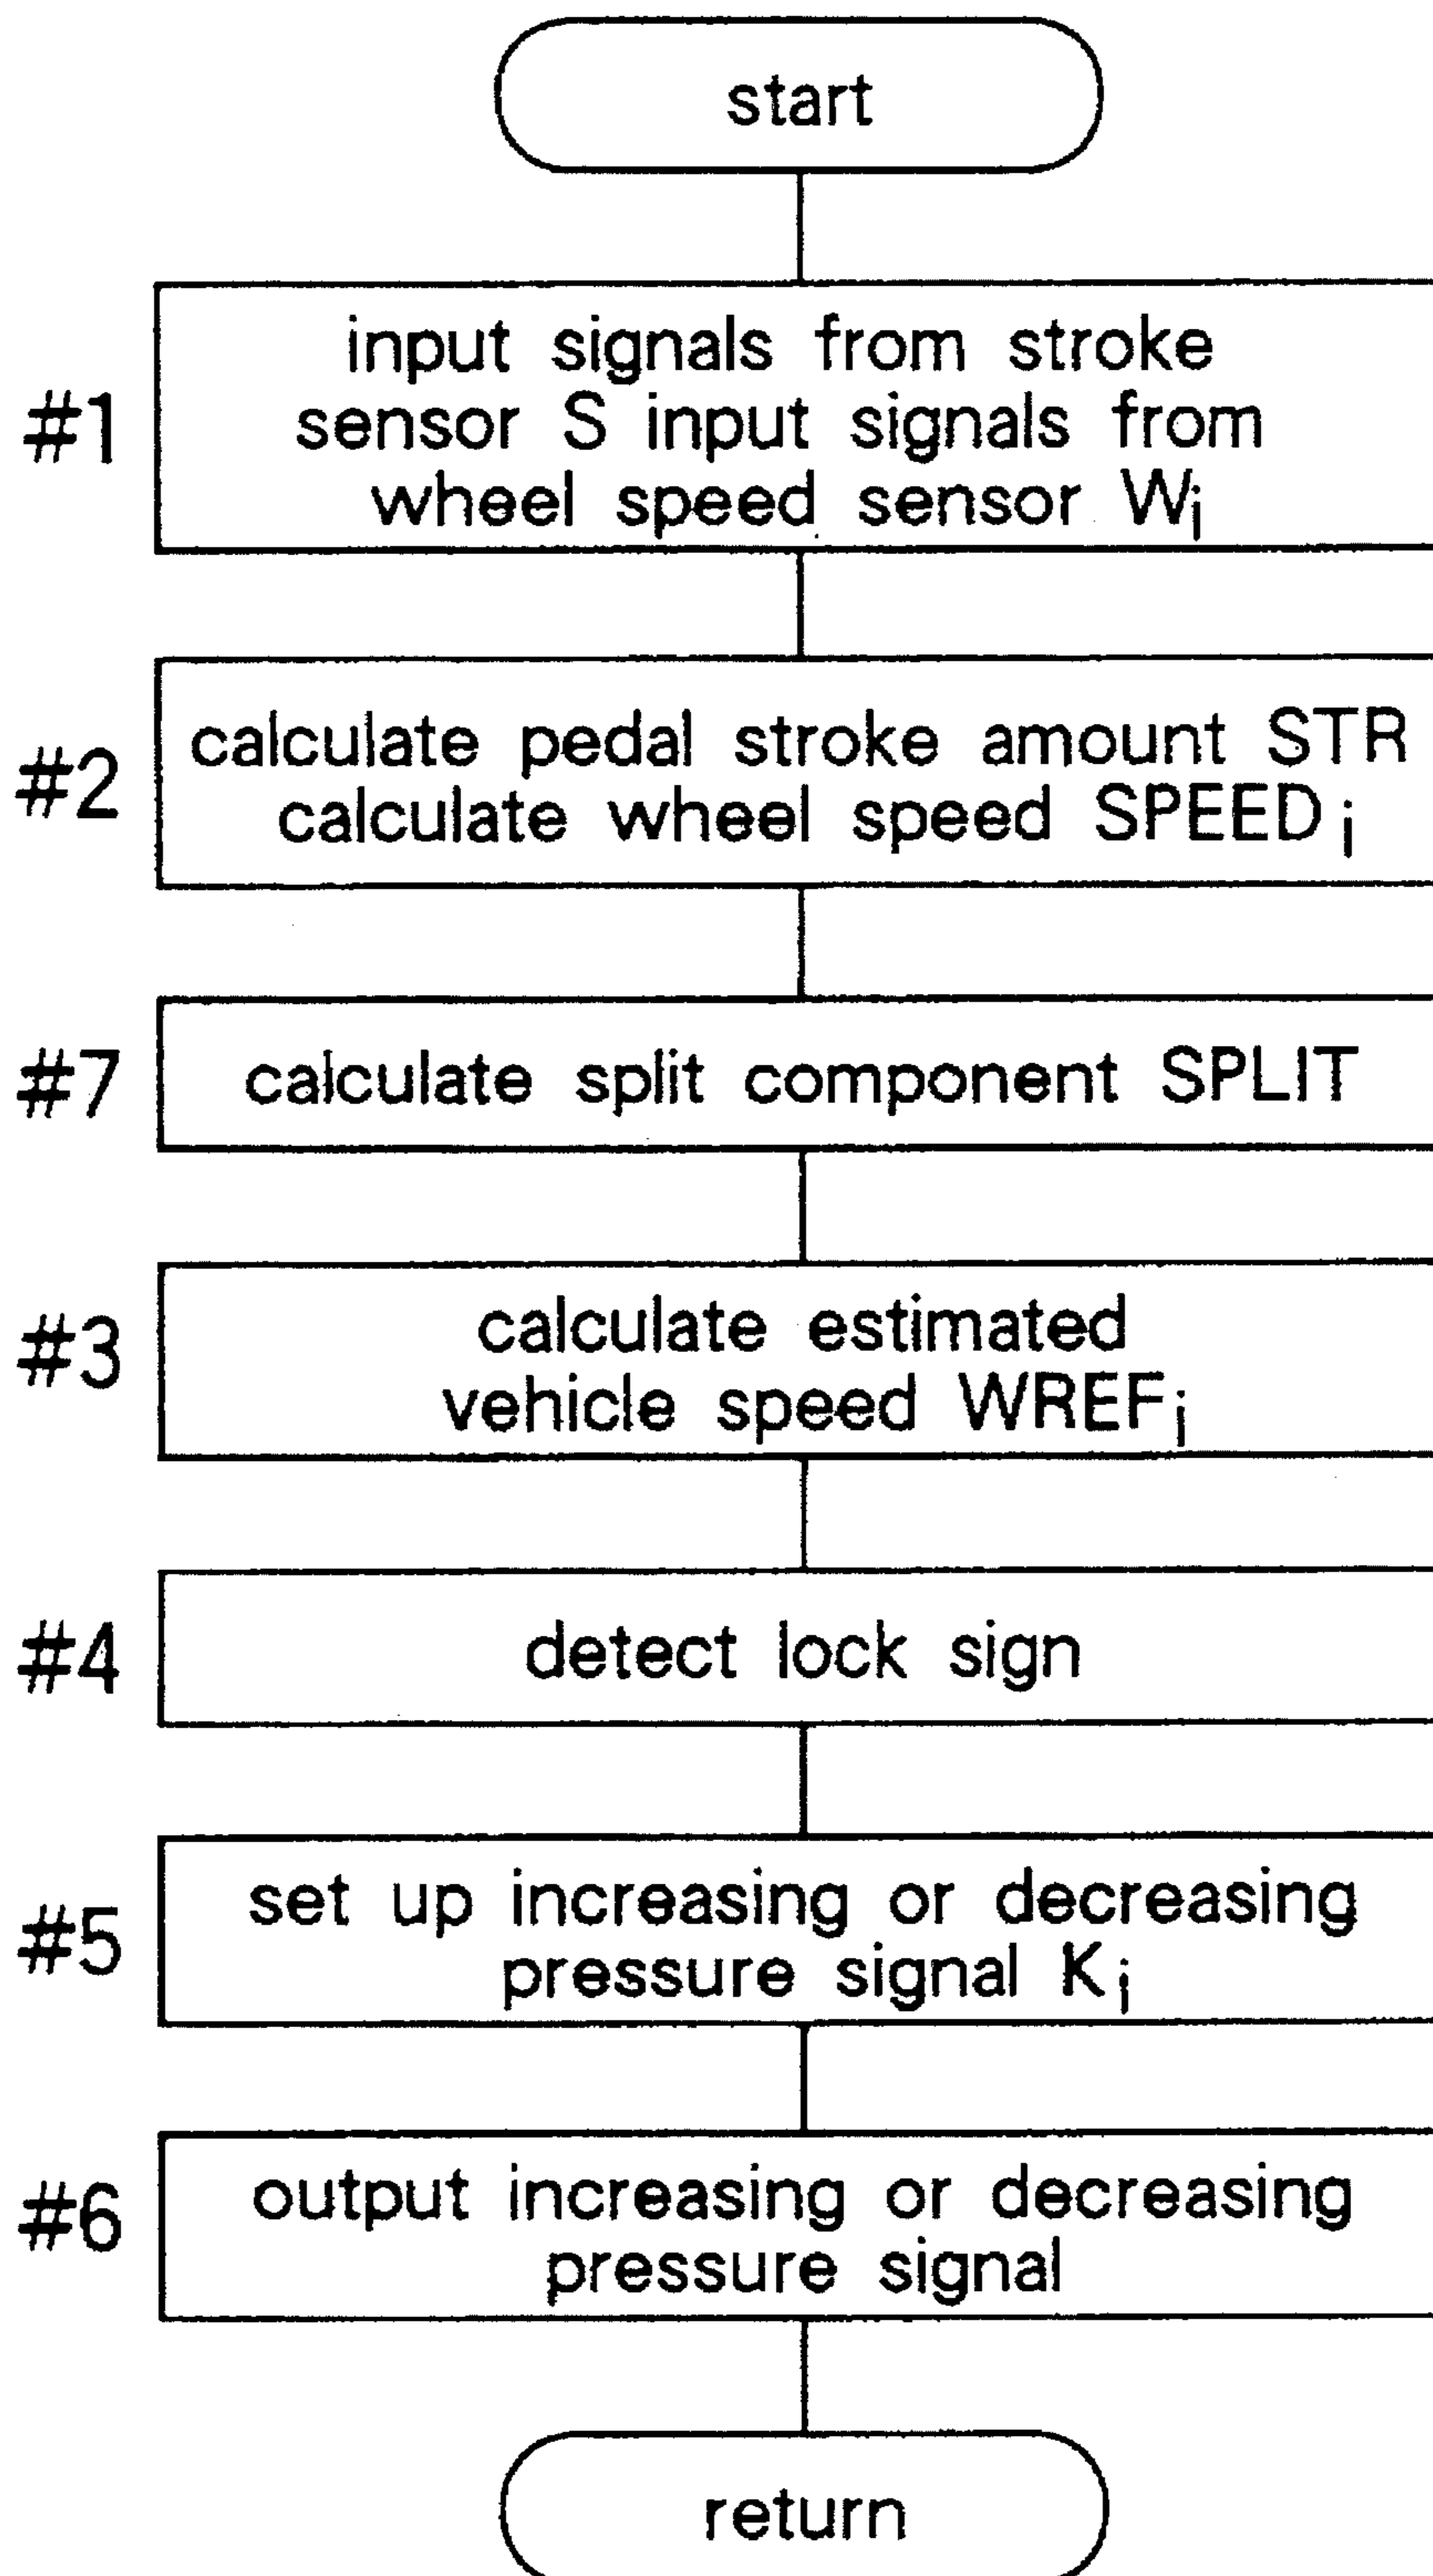 start
#1
input signals from stroke
sensor S input signals from
wheel speed sensor Wi
#2
calculate pedal stroke amount STR
calculate wheel speed SPEEDi
#7
calculate split component SPLIT
#3
calculate estimated
vehicle speed WREFi
#4
detect lock sign
#5
set up increasing or decreasing
pressure signal Ki
#6
output increasing or decreasing
pressure signal
return